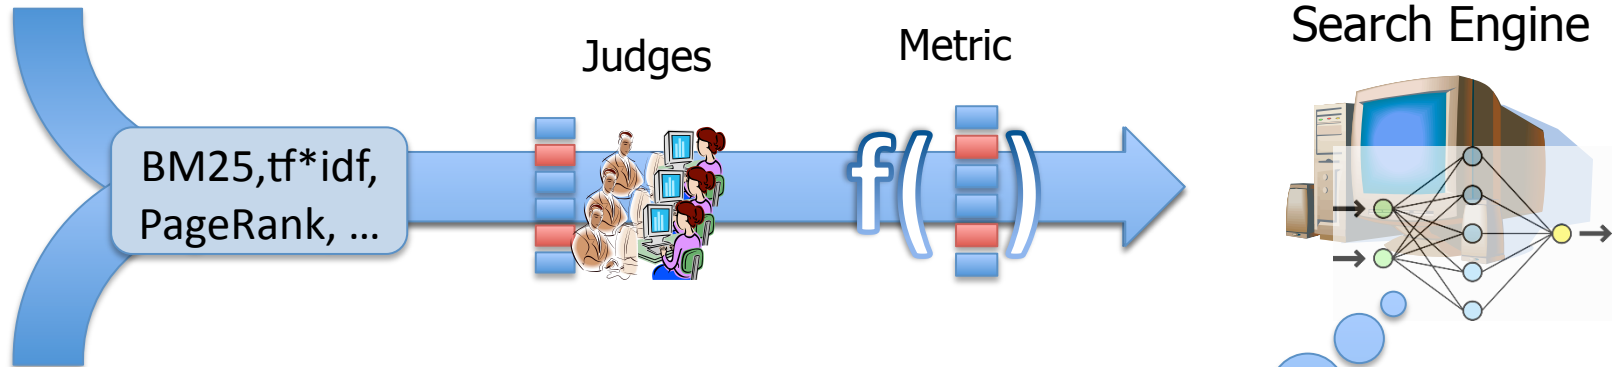 Search Engine
Judges
Metric
BM25,tf*idf,
PageRank, ...
f( )